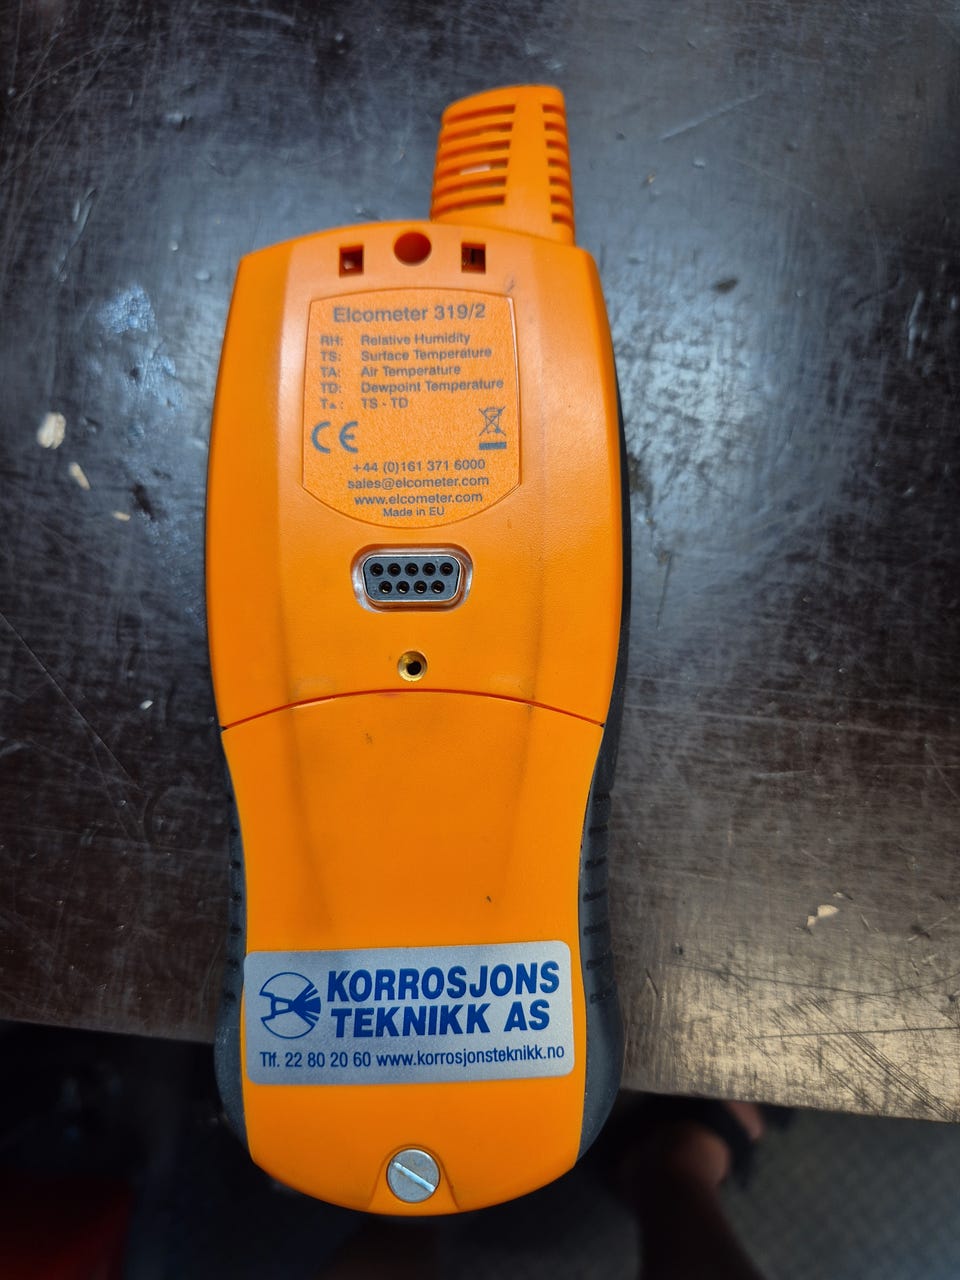 Elcometer 319/2
RH: Relative Humidity
TS: Surface Temperature
TA: Air Temperature
TD: Dewpoint Temperature
T▲: TS - TD
CE
+44 (0)161 371 6000
sales@elcometer.com
www.elcometer.com
Made in EU
KORROSJONS
TEKNIKK AS
Tlf. 22 80 20 60 www.korrosjonsteknikk.no